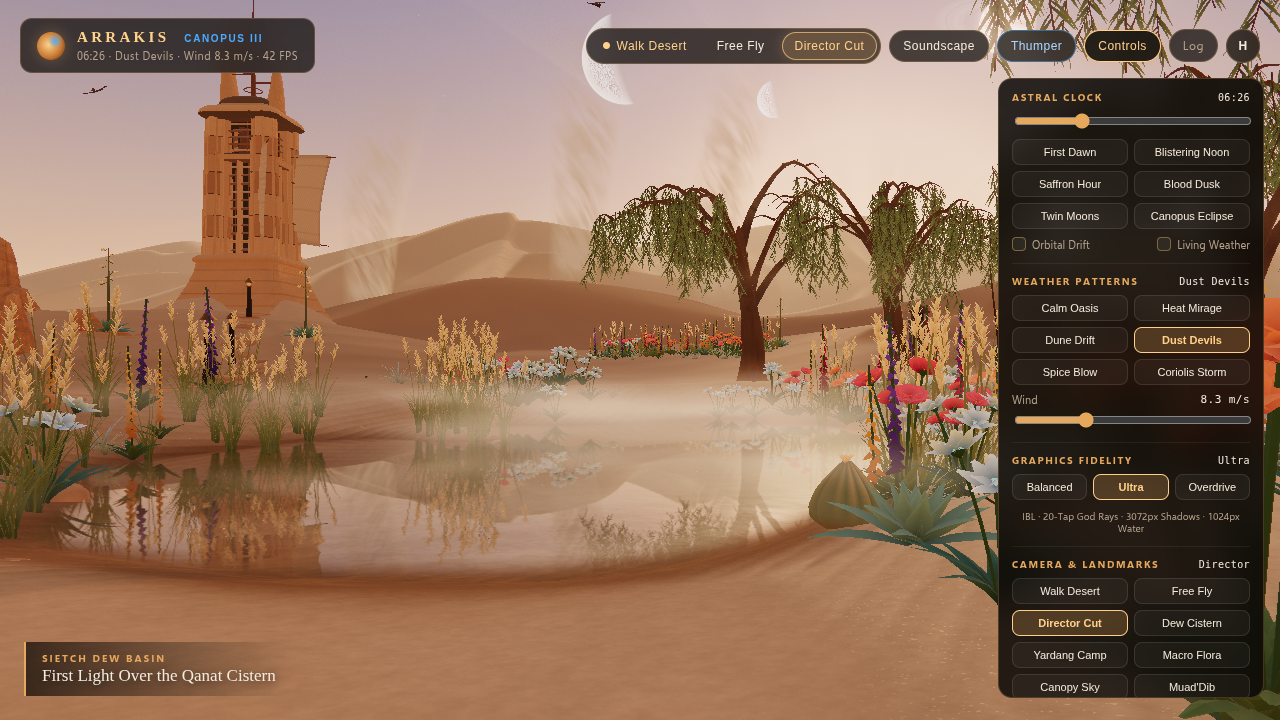 ARRAKIS CANOPUS III
06:26 · Dust Devils · Wind 8.3 m/s · 42 FPS
Walk Desert Free Fly Director Cut Soundscape Thumper Controls Log H
ASTRAL CLOCK 06:26
First Dawn Blistering Noon
Saffron Hour Blood Dusk
Twin Moons Canopus Eclipse
Orbital Drift Living Weather
WEATHER PATTERNS Dust Devils
Calm Oasis Heat Mirage
Dune Drift Dust Devils
Spice Blow Coriolis Storm
Wind 8.3 m/s
GRAPHICS FIDELITY Ultra
Balanced Ultra Overdrive
IBL · 20-Tap God Rays · 3072px Shadows · 1024px
Water
CAMERA & LANDMARKS Director
Walk Desert Free Fly
Director Cut Dew Cistern
Yardang Camp Macro Flora
Canopy Sky Muad'Dib
SIETCH DEW BASIN
First Light Over the Qanat Cistern